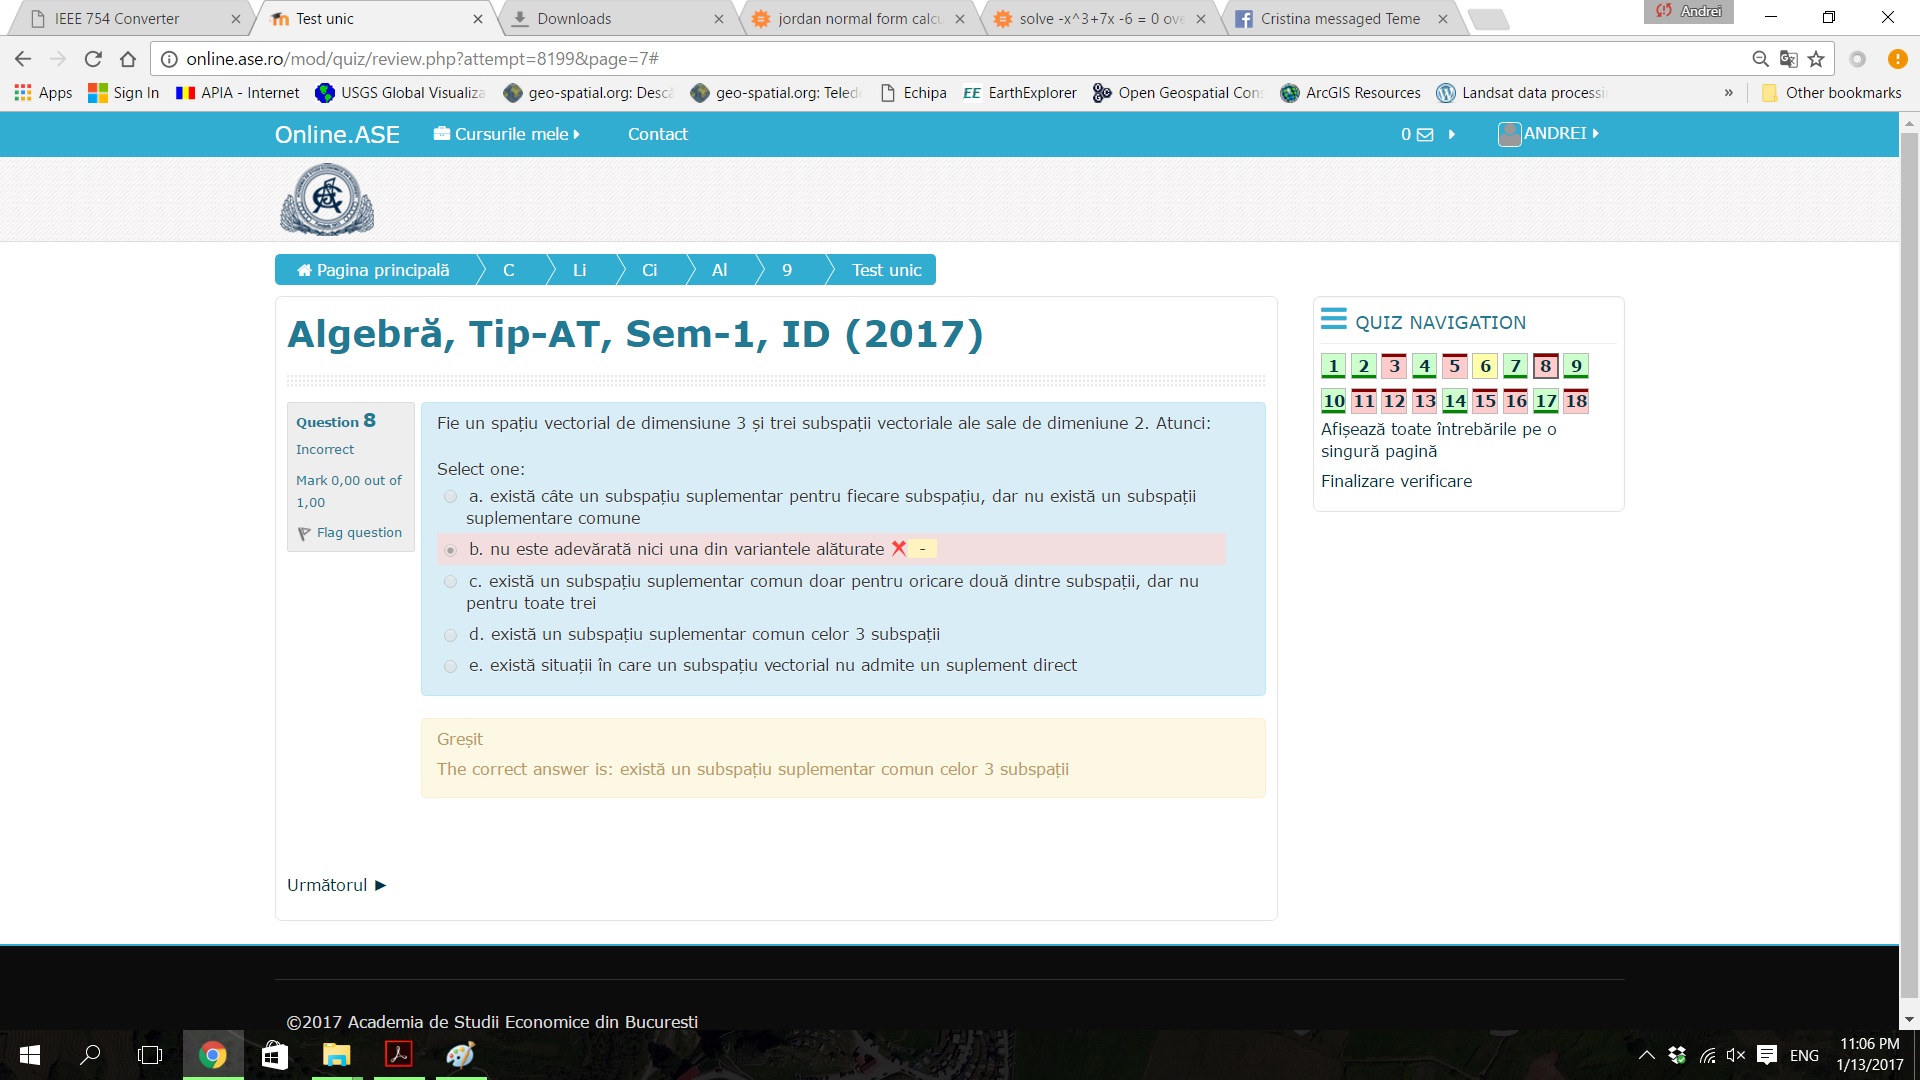 IEEE 754 Converter
Test unic
Downloads
jordan normal form calcu
solve -x^3+7x -6 = 0 ove
Cristina messaged Teme
Andrei
online.ase.ro/mod/quiz/review.php?attempt=8199&page=7#
Apps
Sign In
APIA - Internet
USGS Global Visualiza
geo-spatial.org: Descă
geo-spatial.org: Telede
Echipa
EE EarthExplorer
Open Geospatial Con
ArcGIS Resources
Landsat data processi
»
Other bookmarks
Online.ASE
Cursurile mele
Contact
0
ANDREI
Pagina principală
C
Li
Ci
Al
9
Test unic
Algebră, Tip-AT, Sem-1, ID (2017)
Question 8
Incorrect
Mark 0,00 out of
1,00
Flag question
Fie un spațiu vectorial de dimensiune 3 și trei subspații vectoriale ale sale de dimeniune 2. Atunci:
Select one:
a. există câte un subspațiu suplimentar pentru fiecare subspațiu, dar nu există un subspații
suplementare comune
b. nu este adevărată nici una din variantele alăturate -
c. există un subspațiu suplementar comun doar pentru oricare două dintre subspații, dar nu
pentru toate trei
d. există un subspațiu suplementar comun celor 3 subspații
e. există situații în care un subspațiu vectorial nu admite un suplement direct
Greșit
The correct answer is: există un subspațiu suplementar comun celor 3 subspații
Următorul ►
QUIZ NAVIGATION
1 2 3 4 5 6 7 8 9
10 11 12 13 14 15 16 17 18
Afișează toate întrebările pe o
singură pagină
Finalizare verificare
©2017 Academia de Studii Economice din Bucuresti
ENG
11:06 PM
1/13/2017